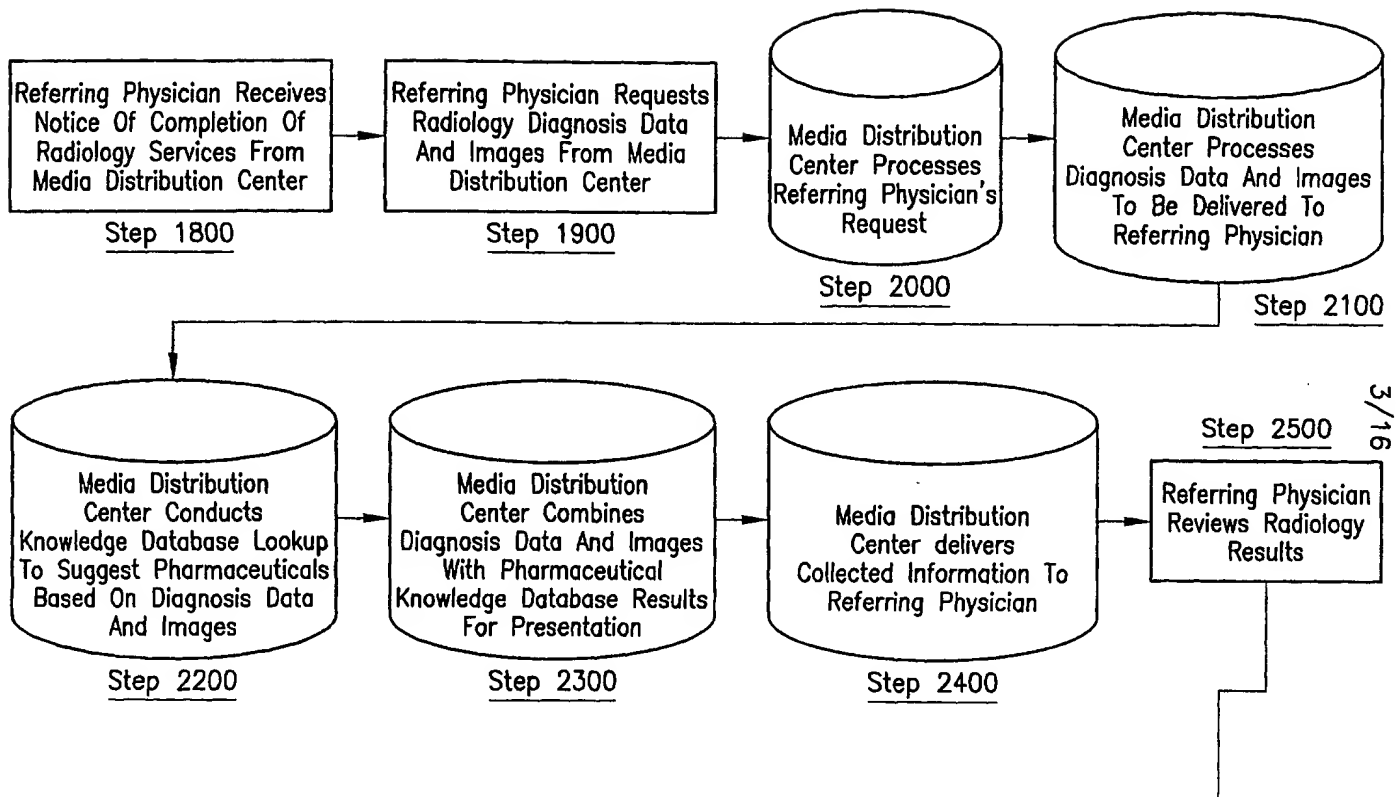 Referring Physician Receives
Notice Of Completion Of
Radiology Services From
Media Distribution Center
Step 1800
Referring Physician Requests
Radiology Diagnosis Data
And Images From Media
Distribution Center
Step 1900
Media Distribution
Center Processes
Referring Physician's
Request
Step 2000
Media Distribution
Center Processes
Diagnosis Data And Images
To Be Delivered To
Referring Physician
Step 2100
Media Distribution
Center Conducts
Knowledge Database Lookup
To Suggest Pharmaceuticals
Based On Diagnosis Data
And Images
Step 2200
Media Distribution
Center Combines
Diagnosis Data And Images
With Pharmaceutical
Knowledge Database Results
For Presentation
Step 2300
Media Distribution
Center delivers
Collected Information To
Referring Physician
Step 2400
Step 2500
Referring Physician
Reviews Radiology
Results
3/16